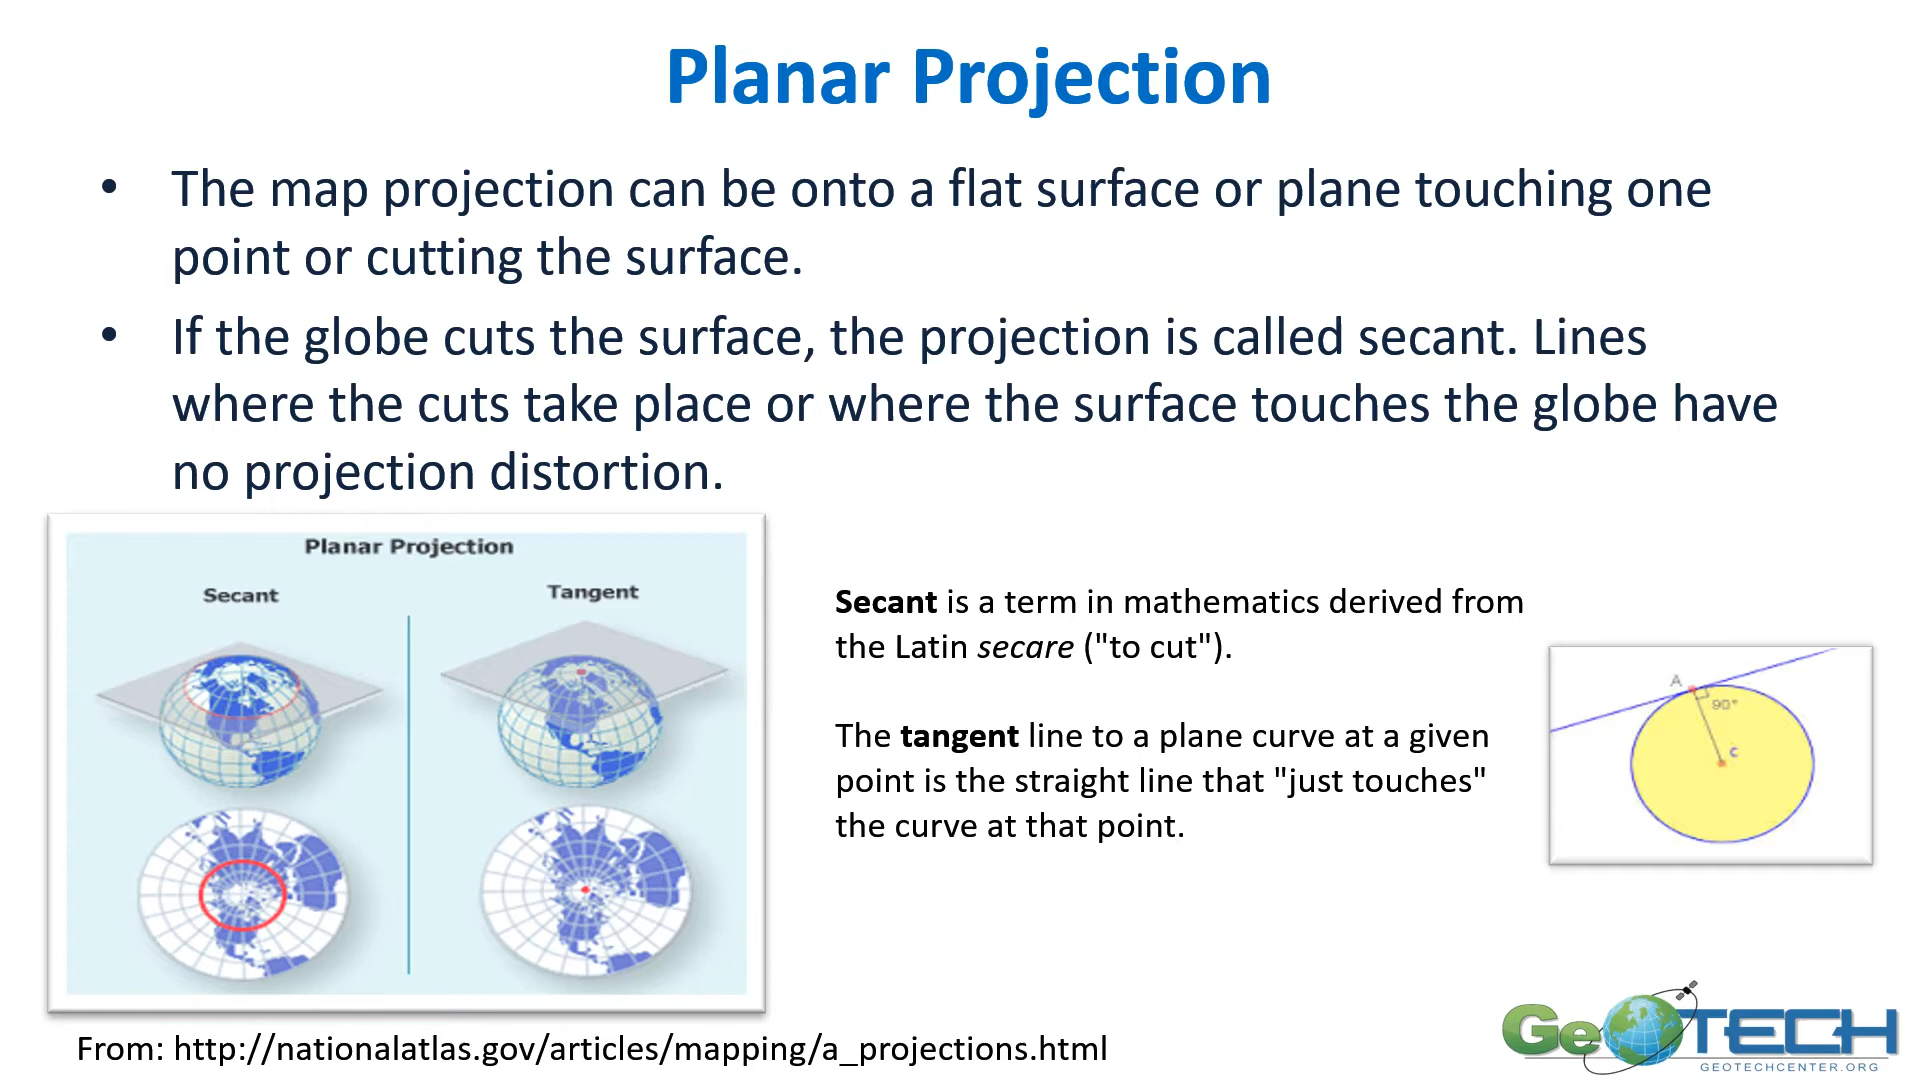 Planar Projection
• The map projection can be onto a flat surface or plane touching one
point or cutting the surface.
• If the globe cuts the surface, the projection is called secant. Lines
where the cuts take place or where the surface touches the globe have
no projection distortion.
Planar Projection
Secant
Tangent
Secant is a term in mathematics derived from
the Latin secare ("to cut").
The tangent line to a plane curve at a given
point is the straight line that "just touches"
the curve at that point.
A
90°
C
From: http://nationalatlas.gov/articles/mapping/a_projections.html
GeoTECH
GEOTECHCENTER.ORG